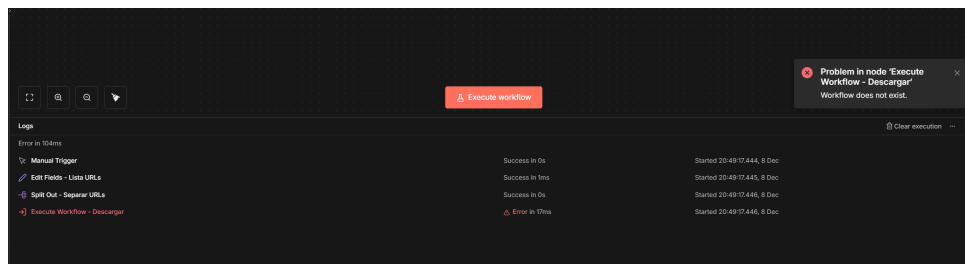 Problem in node ‘Execute
Workflow - Descargar’
Workflow does not exist.
Execute workflow
Logs
Clear execution
Error in 104ms
Manual Trigger Success in 0s Started 20:49:17.444, 8 Dec
Edit Fields - Lista URLs Success in 1ms Started 20:49:17.445, 8 Dec
Split Out - Separar URLs Success in 0s Started 20:49:17.446, 8 Dec
Execute Workflow - Descargar Error in 17ms Started 20:49:17.446, 8 Dec